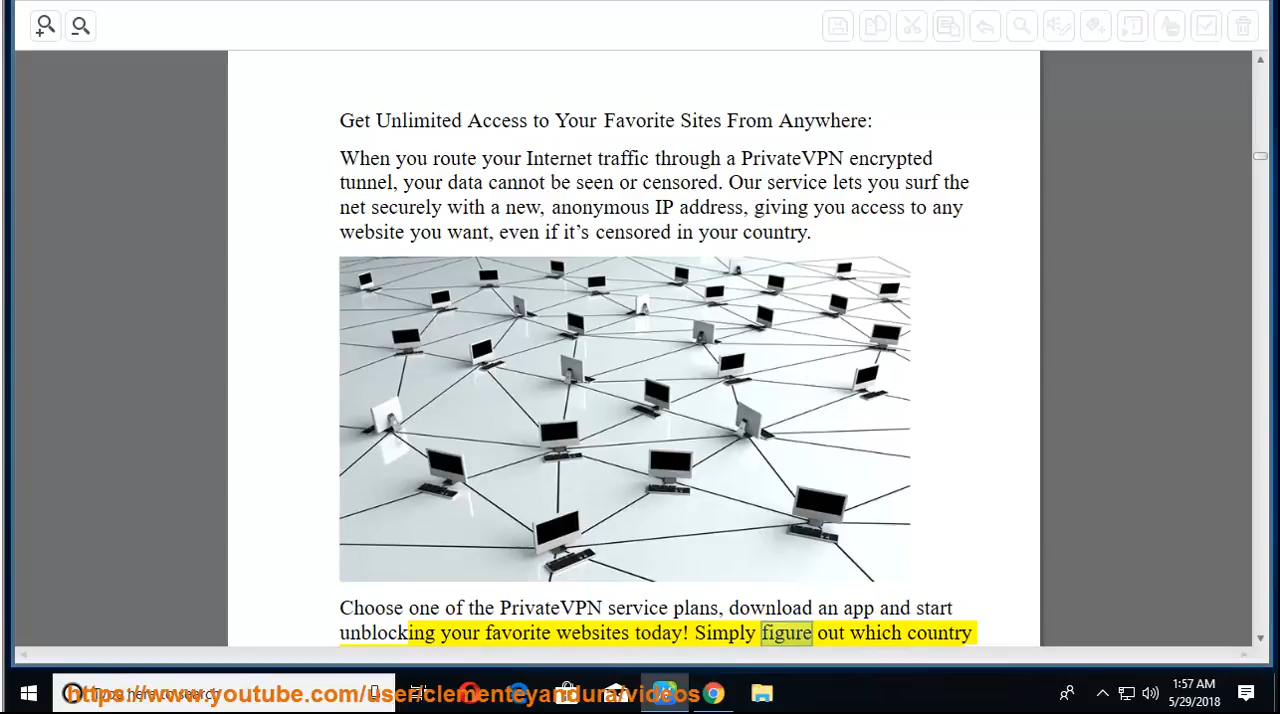 Get Unlimited Access to Your Favorite Sites From Anywhere:
When you route your Internet traffic through a PrivateVPN encrypted
tunnel, your data cannot be seen or censored. Our service lets you surf the
net securely with a new, anonymous IP address, giving you access to any
website you want, even if it’s censored in your country.
Choose one of the PrivateVPN service plans, download an app and start
unblocking your favorite websites today! Simply figure out which country
Type here to search
https://www.youtube.com/user/clementeyandura/videos
1:57 AM
5/29/2018